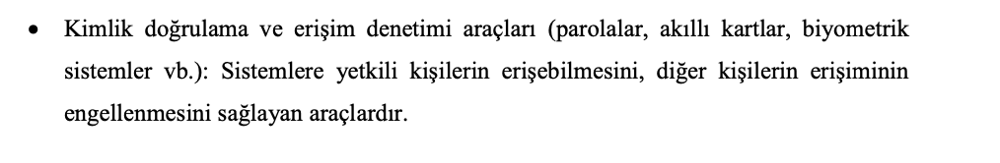 • Kimlik doğrulama ve erişim denetimi araçları (parolalar, akıllı kartlar, biyometrik
sistemler vb.): Sistemlere yetkili kişilerin erişebilmesini, diğer kişilerin erişiminin
engellenmesini sağlayan araçlardır.